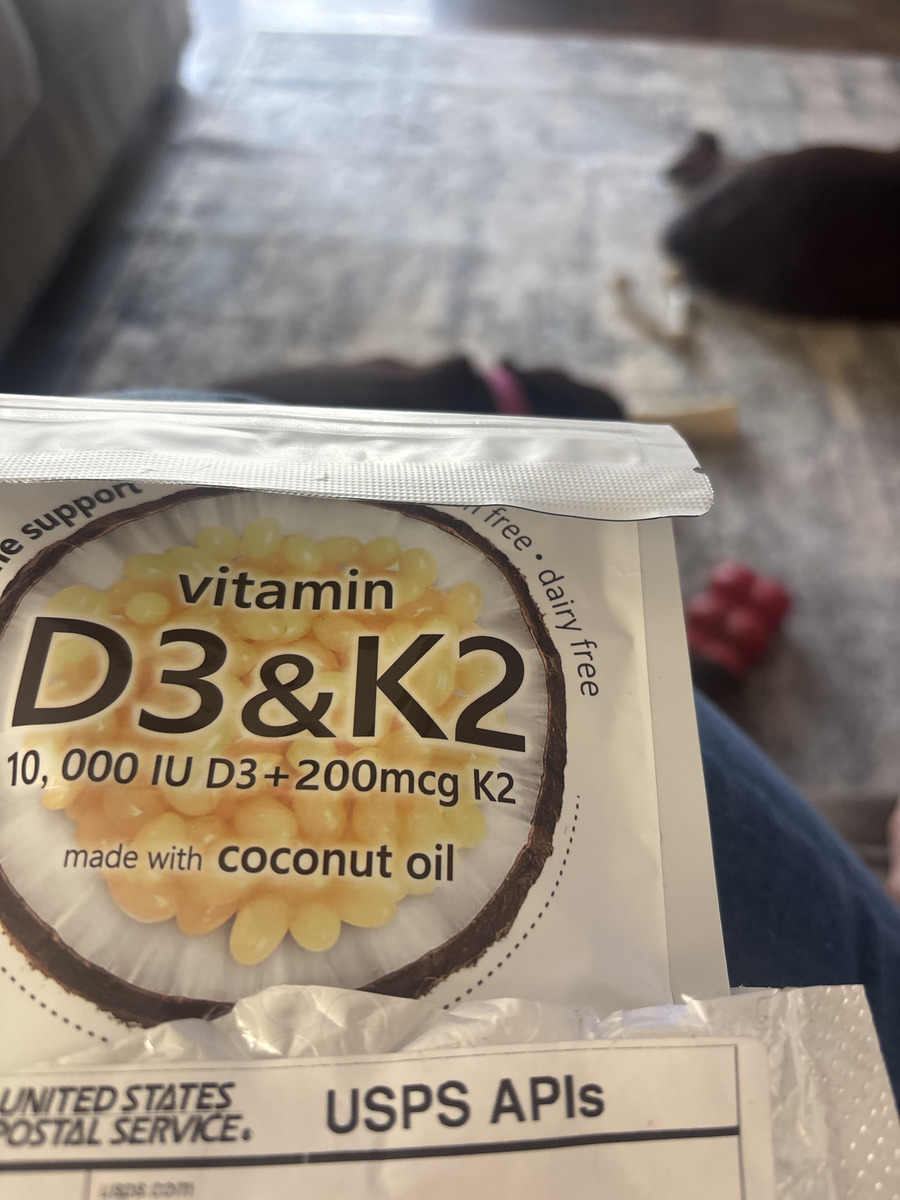 support
free • dairy free
vitamin
D3&K2
10, 000 IU D3+200mcg K2
made with coconut oil
UNITED STATES
POSTAL SERVICE®
USPS APIs
usps.com